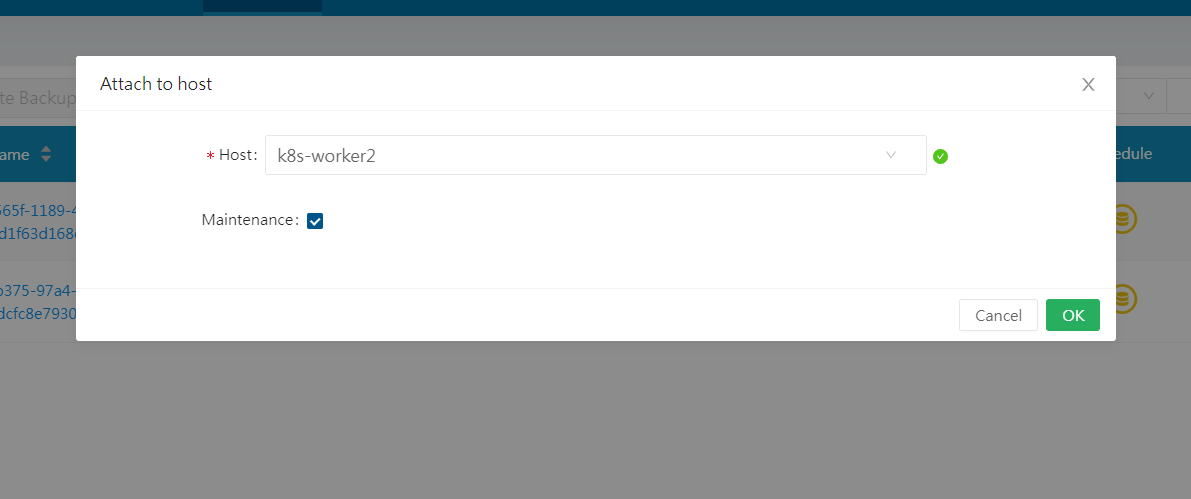 Attach to host
te Backup
* Host:
k8s-worker2
Maintenance:
ame
edule
565f-1189-4
d1f63d168
b375-97a4-
dcfc8e7930
Cancel
OK